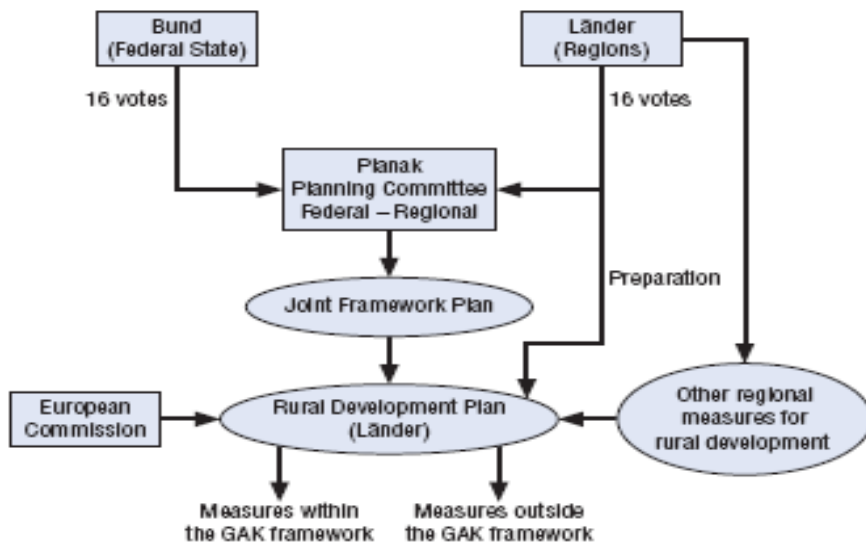 Bund
(Federal State)
Länder
(Regions)
16 votes
16 votes
Planak
Planning Committee
Federal – Regional
Preparation
Joint Framework Plan
European
Commission
Rural Development Plan
(Länder)
Other regional
measures for
rural development
Measures within
the GAK framework
Measures outside
the GAK framework